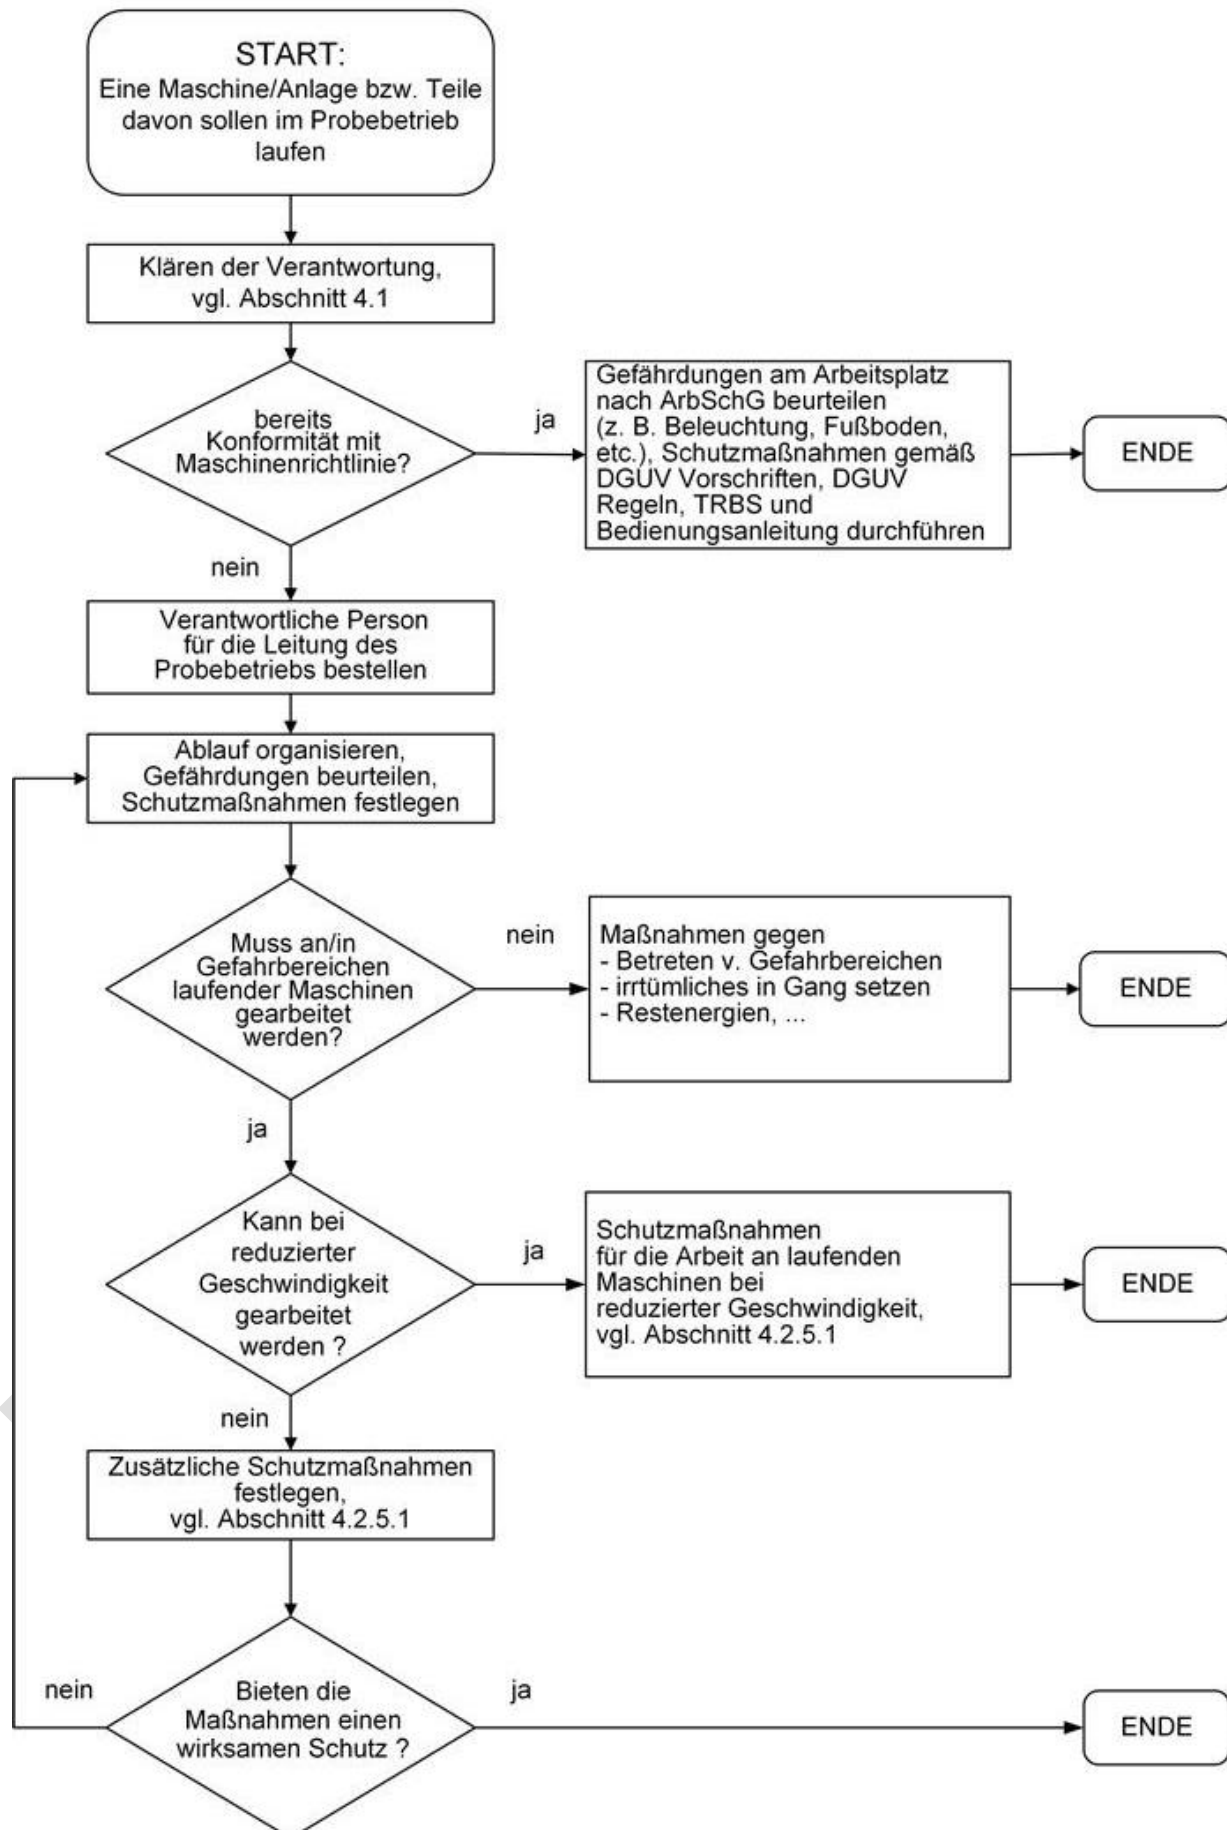 START:
Eine Maschine/Anlage bzw. Teile
davon sollen im Probebetrieb
laufen
Klären der Verantwortung,
vgl. Abschnitt 4.1
bereits
Konformität mit
Maschinenrichtlinie?
ja
Gefährdungen am Arbeitsplatz
nach ArbSchG beurteilen
(z. B. Beleuchtung, Fußboden,
etc.), Schutzmaßnahmen gemäß
DGUV Vorschriften, DGUV
Regeln, TRBS und
Bedienungsanleitung durchführen
ENDE
nein
Verantwortliche Person
für die Leitung des
Probebetriebs bestellen
Ablauf organisieren,
Gefährdungen beurteilen,
Schutzmaßnahmen festlegen
Muss an/in
Gefahrbereichen
laufender Maschinen
gearbeitet
werden?
nein
Maßnahmen gegen
- Betreten v. Gefahrbereichen
- irrtümliches in Gang setzen
- Restenergien, ...
ENDE
ja
Kann bei
reduzierter
Geschwindigkeit
gearbeitet
werden ?
ja
Schutzmaßnahmen
für die Arbeit an laufenden
Maschinen bei
reduzierter Geschwindigkeit,
vgl. Abschnitt 4.2.5.1
ENDE
nein
Zusätzliche Schutzmaßnahmen
festlegen,
vgl. Abschnitt 4.2.5.1
nein
Bieten die
Maßnahmen einen
wirksamen Schutz ?
ja
ENDE